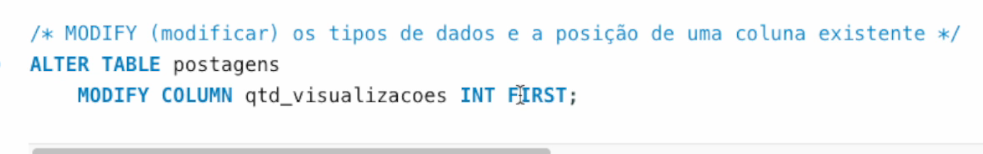 /* MODIFY (modificar) os tipos de dados e a posição de uma coluna existente */
ALTER TABLE postagens
MODIFY COLUMN qtd_visualizacoes INT FIRST;